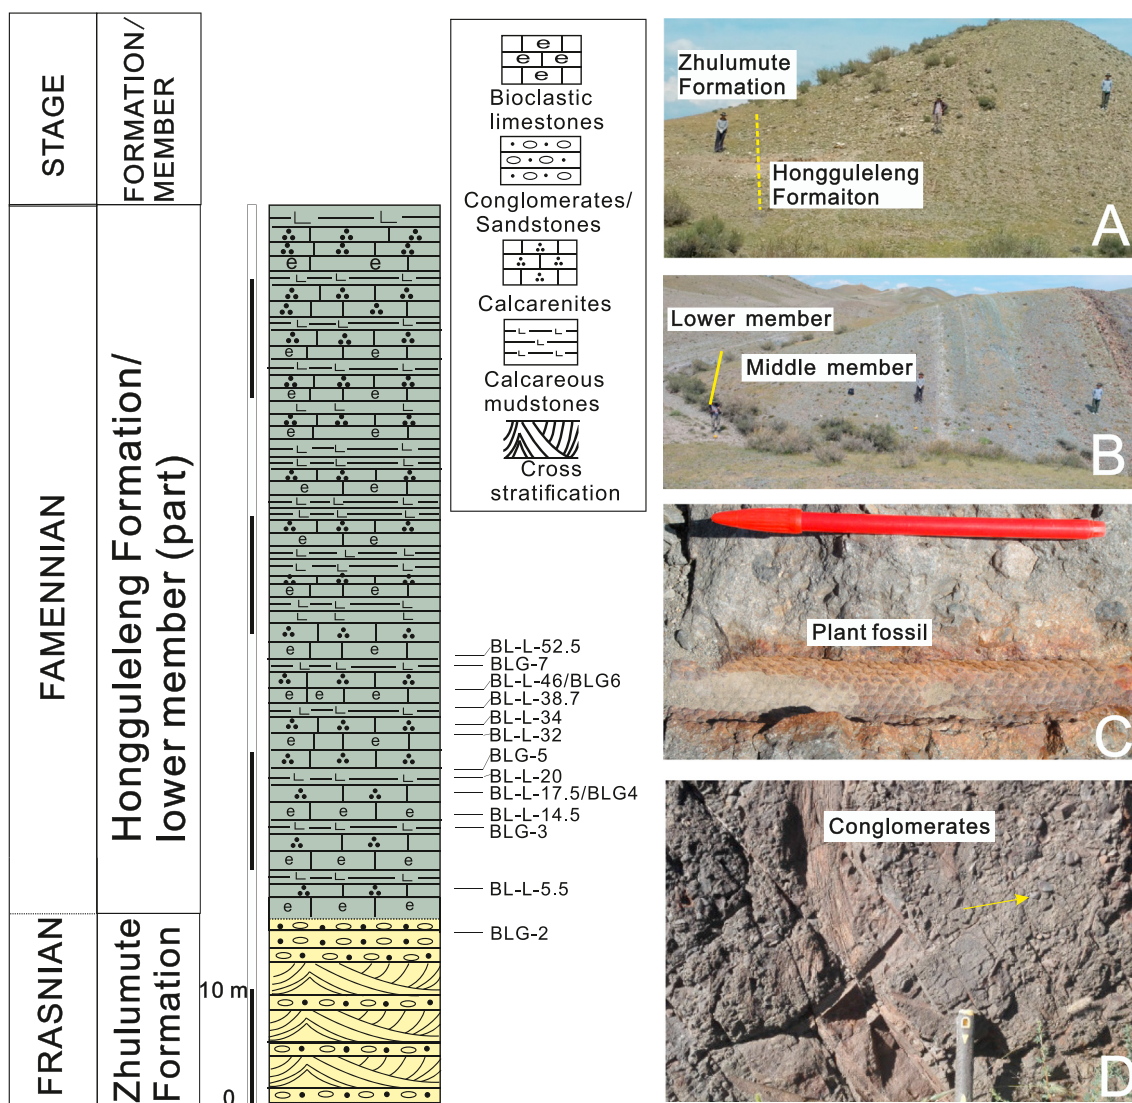 STAGE
FORMATION/
MEMBER
FAMENNIAN
Hongguleleng Formation/
lower member (part)
FRASNIAN
Zhulumute
Formation
10 m
0
BL-L-52.5
BLG-7
BL-L-46/BLG6
BL-L-38.7
BL-L-34
BL-L-32
BLG-5
BL-L-20
BL-L-17.5/BLG4
BL-L-14.5
BLG-3
BL-L-5.5
BLG-2
Bioclastic
limestones
Conglomerates/
Sandstones
Calcarenites
Calcareous
mudstones
Cross
stratification
Zhulumute
Formation
Hongguleleng
Formaiton
A
Lower member
Middle member
B
Plant fossil
C
Conglomerates
D